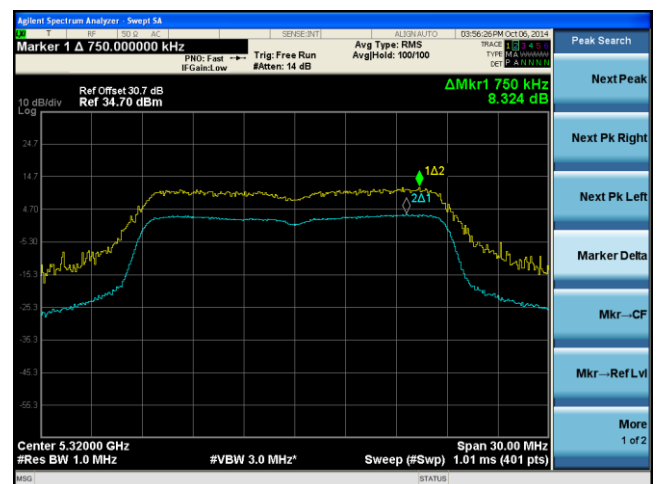 Agilent Spectrum Analyzer - Swept SA
T RF 50 Ω AC SENSE:INT ALIGN AUTO 03:56:26 PM Oct 06, 2014
Marker 1 Δ 750.000000 kHz
PNO: Fast
IFGain:Low
Trig: Free Run
#Atten: 14 dB
Avg Type: RMS
Avg|Hold: 100/100
TRACE 1 2 3 4 5 6
TYPE M A W W W W
DET P A N N N N
Peak Search
Next Peak
Next Pk Right
Next Pk Left
Marker Delta
Mkr→CF
Mkr→Ref Lvl
More
1 of 2
ΔMkr1 750 kHz
8.324 dB
Ref Offset 30.7 dB
10 dB/div Ref 34.70 dBm
Log
24.7
14.7
4.70
-5.30
-15.3
-25.3
-35.3
-45.3
-55.3
1Δ2
2Δ1
Center 5.32000 GHz Span 30.00 MHz
#Res BW 1.0 MHz #VBW 3.0 MHz* Sweep (#Swp) 1.01 ms (401 pts)
MSG STATUS